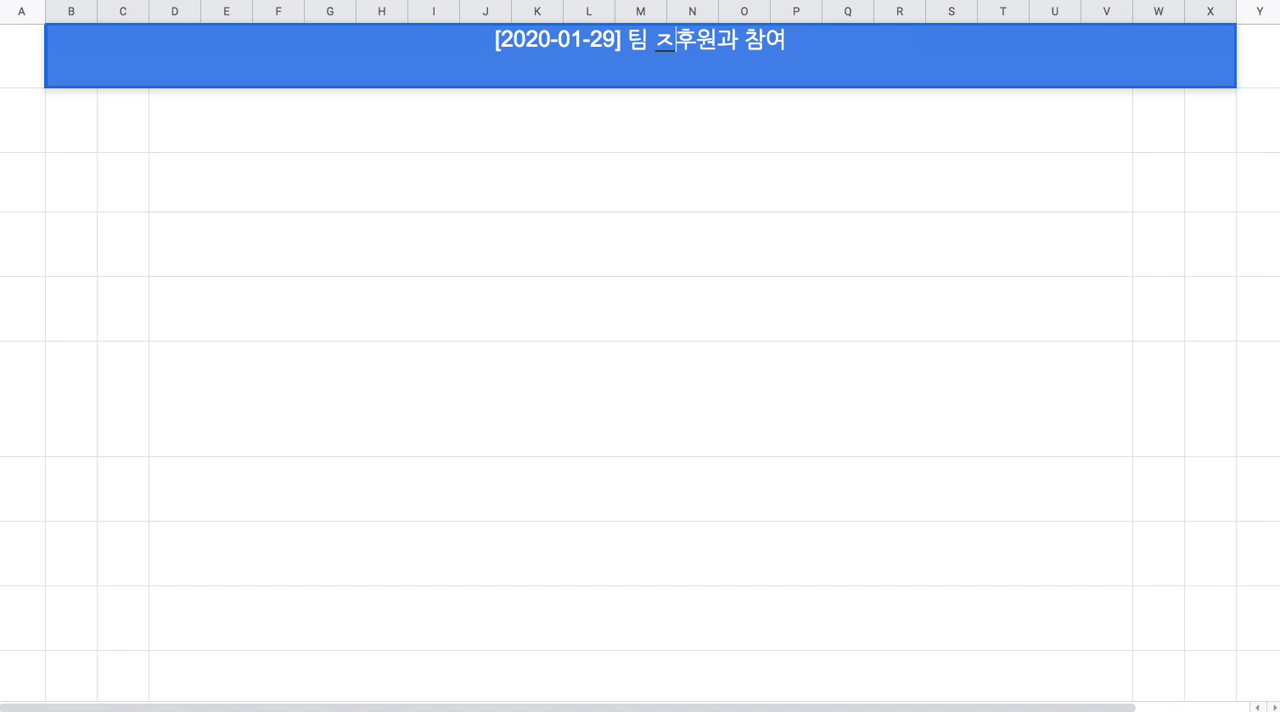 A B C D E F G H I J K L M N O P Q R S T U V W X Y
[2020-01-29] 팀 ㅈ후원과 참여